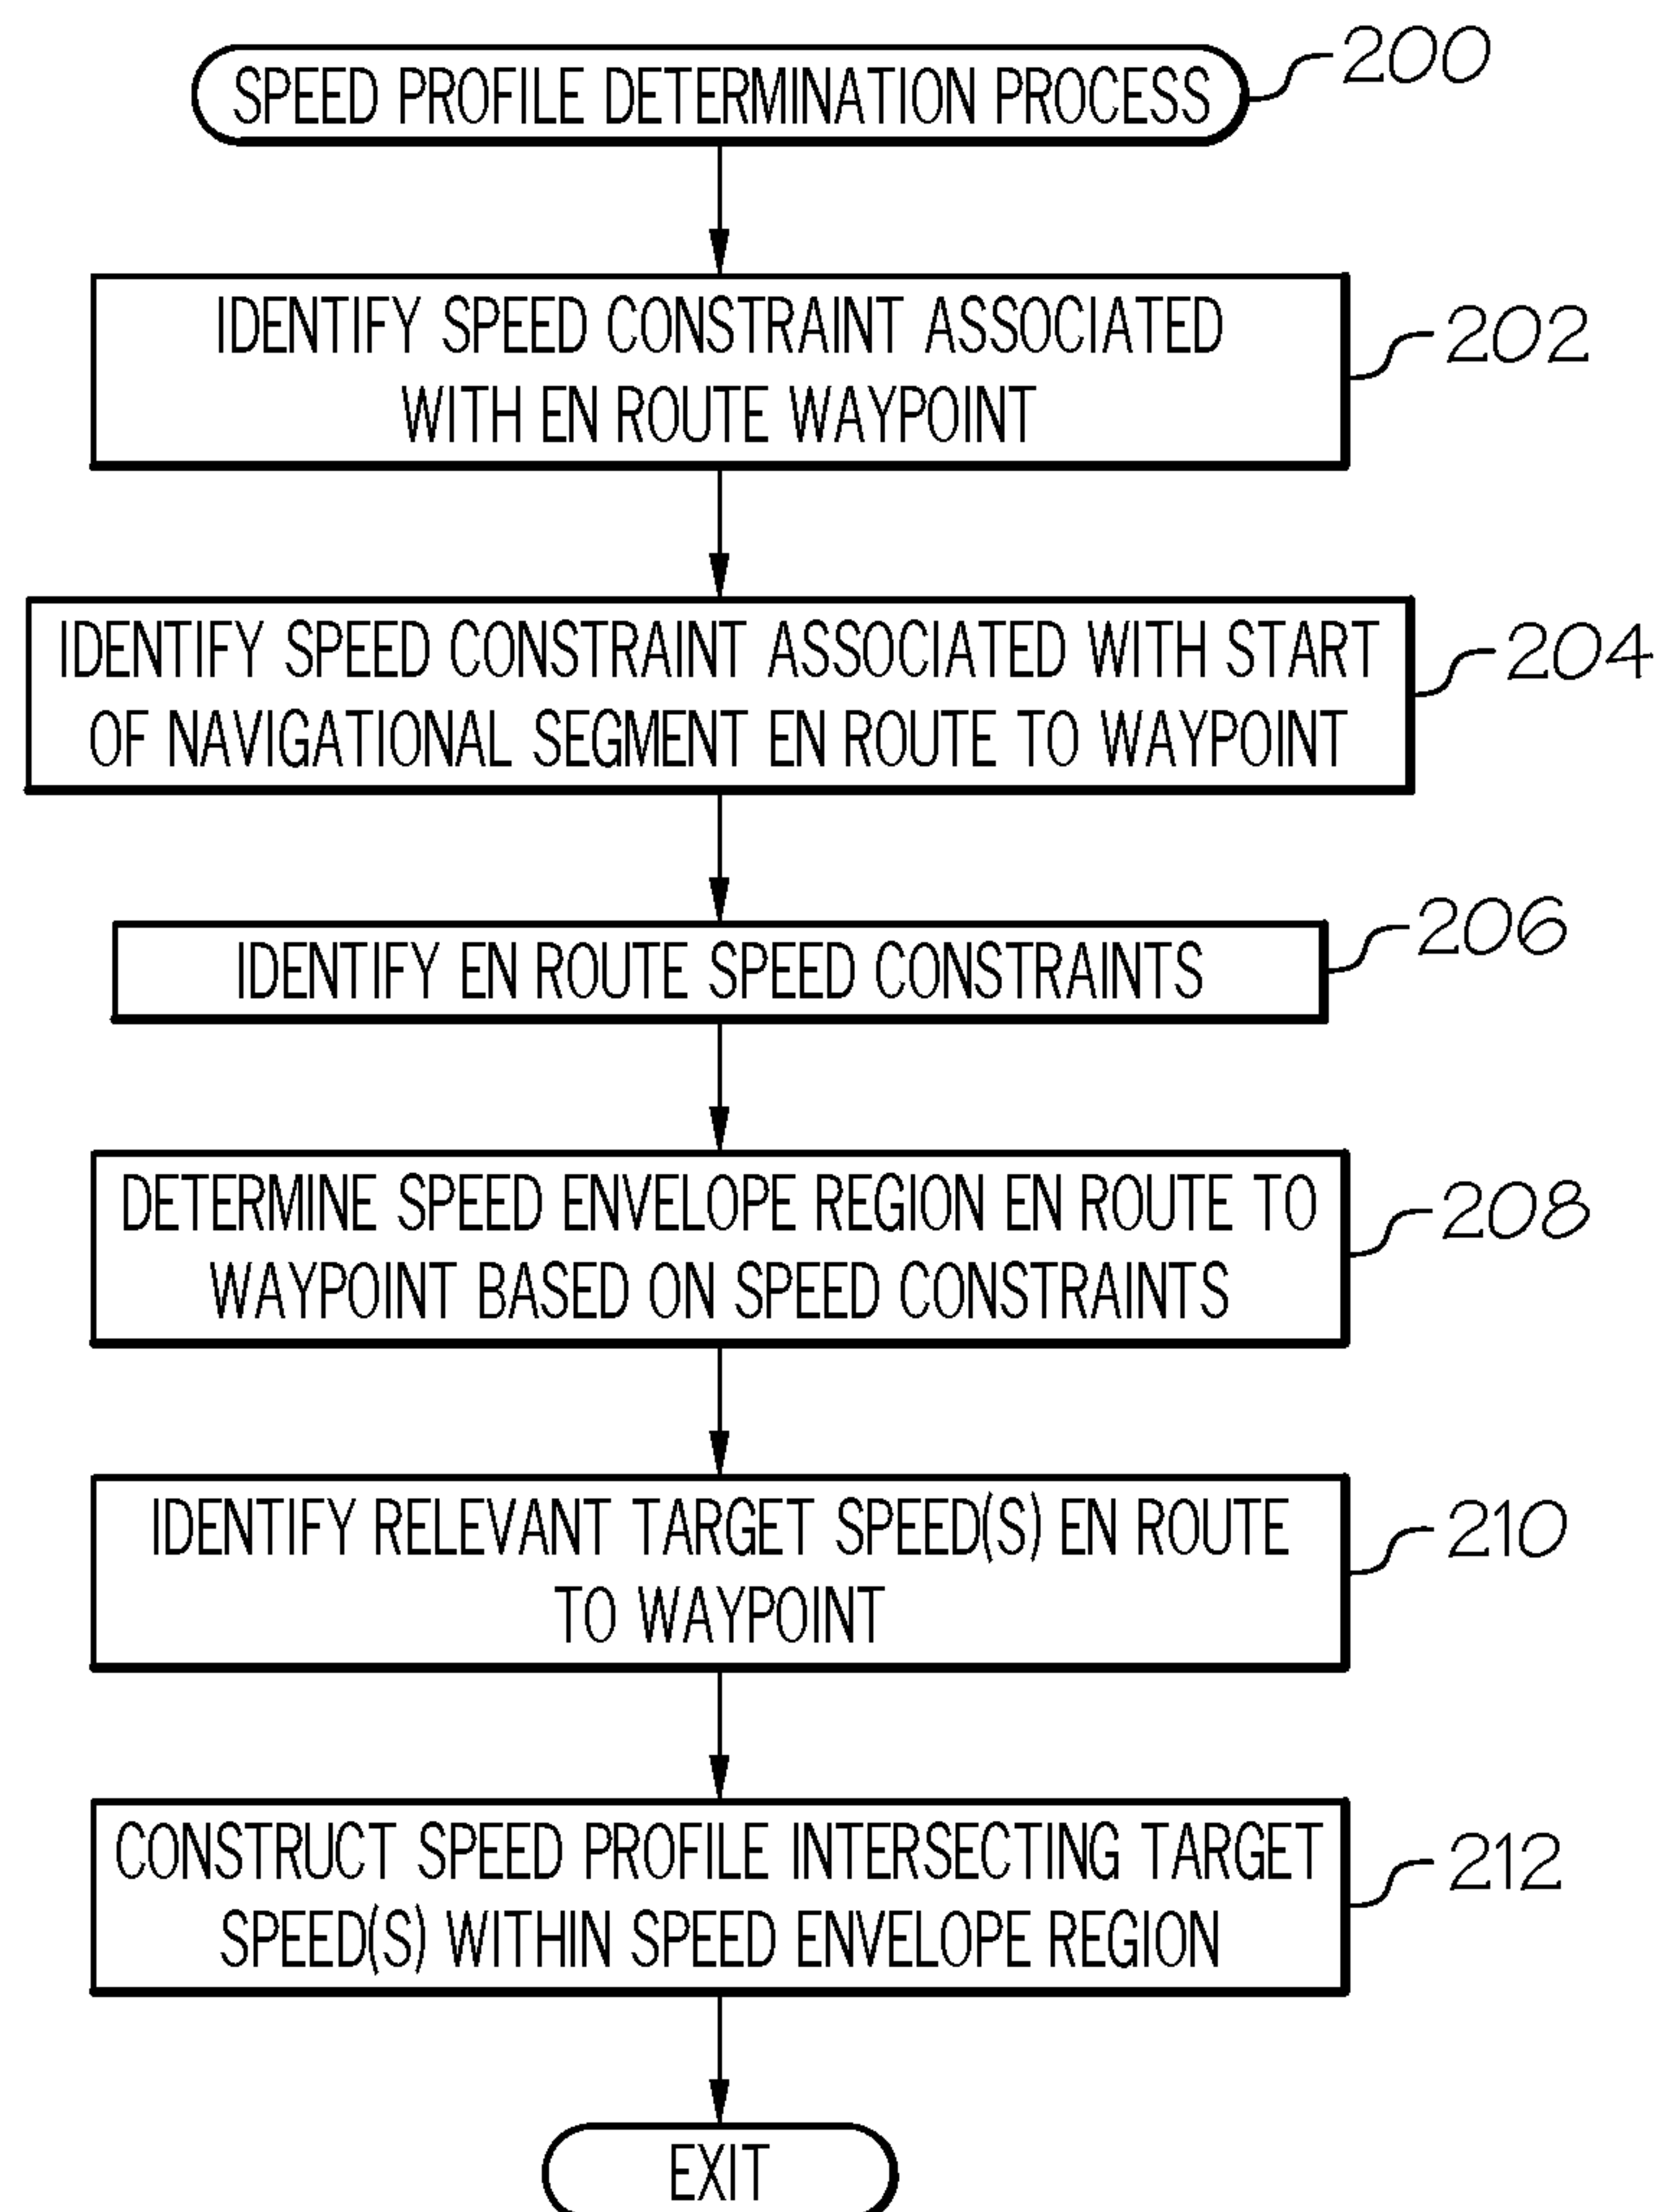 SPEED PROFILE DETERMINATION PROCESS
200
IDENTIFY SPEED CONSTRAINT ASSOCIATED
WITH EN ROUTE WAYPOINT
202
IDENTIFY SPEED CONSTRAINT ASSOCIATED WITH START
OF NAVIGATIONAL SEGMENT EN ROUTE TO WAYPOINT
204
IDENTIFY EN ROUTE SPEED CONSTRAINTS
206
DETERMINE SPEED ENVELOPE REGION EN ROUTE TO
WAYPOINT BASED ON SPEED CONSTRAINTS
208
IDENTIFY RELEVANT TARGET SPEED(S) EN ROUTE
TO WAYPOINT
210
CONSTRUCT SPEED PROFILE INTERSECTING TARGET
SPEED(S) WITHIN SPEED ENVELOPE REGION
212
EXIT